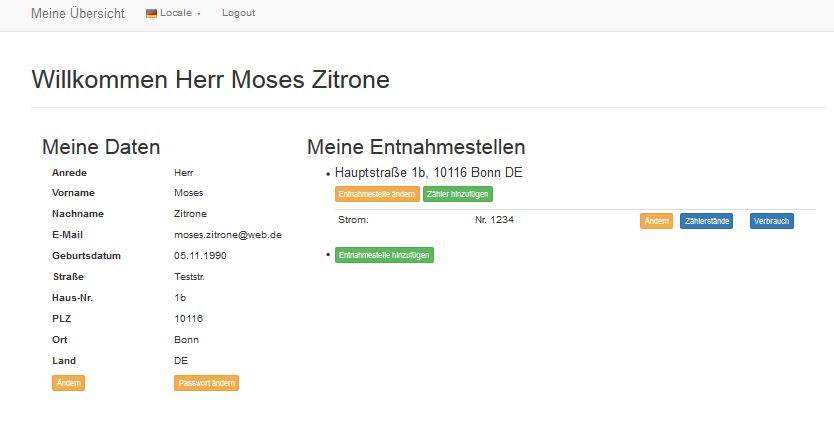 Meine Übersicht Locale Logout
Willkommen Herr Moses Zitrone
Meine Daten
Anrede Herr
Vorname Moses
Nachname Zitrone
E-Mail moses.zitrone@web.de
Geburtsdatum 05.11.1990
Straße Teststr.
Haus-Nr. 1b
PLZ 10116
Ort Bonn
Land DE
Ändern Passwort ändern
Meine Entnahmestellen
Hauptstraße 1b, 10116 Bonn DE
Entnahmestelle ändern Zähler hinzufügen
Strom: Nr. 1234 Ändern Zählerstände Verbrauch
Entnahmestelle hinzufügen